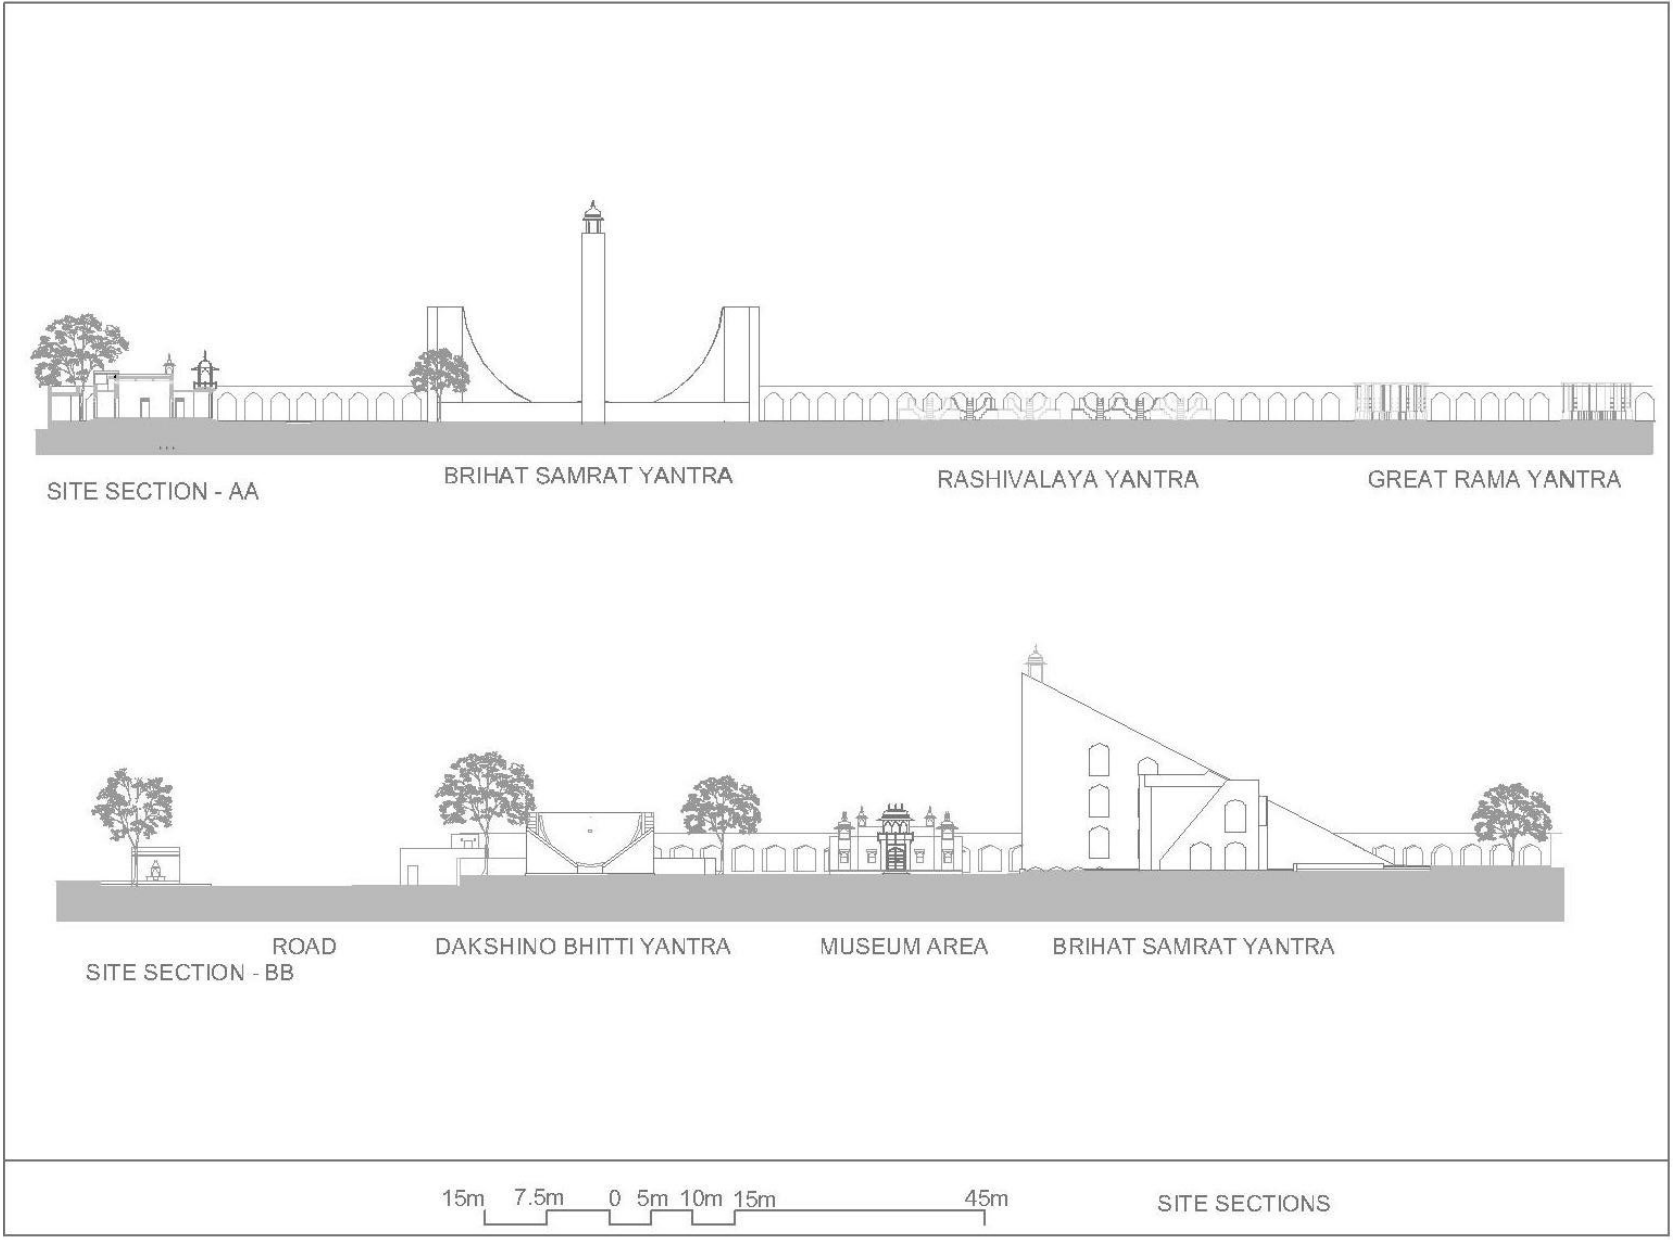 BRIHAT SAMRAT YANTRA
RASHIVALAYA YANTRA
GREAT RAMA YANTRA
SITE SECTION - AA
ROAD
DAKSHINO BHITTI YANTRA
MUSEUM AREA
BRIHAT SAMRAT YANTRA
SITE SECTION - BB
15m 7.5m 0 5m 10m 15m 45m
SITE SECTIONS